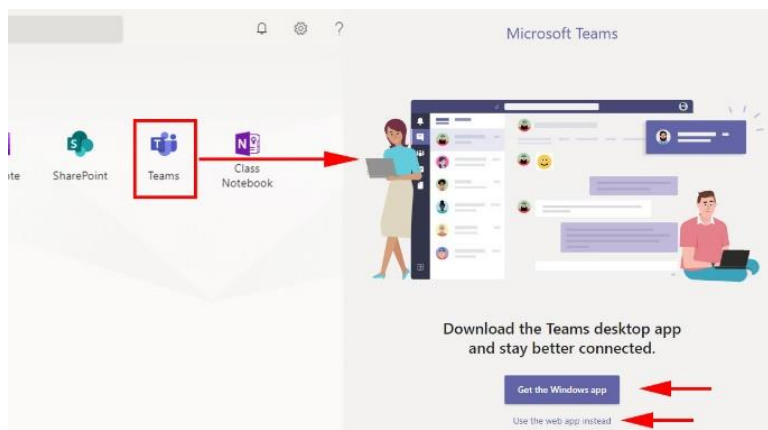 Microsoft Teams
SharePoint
Teams
Class
Notebook
Download the Teams desktop app
and stay better connected.
Get the Windows app
Use the web app instead